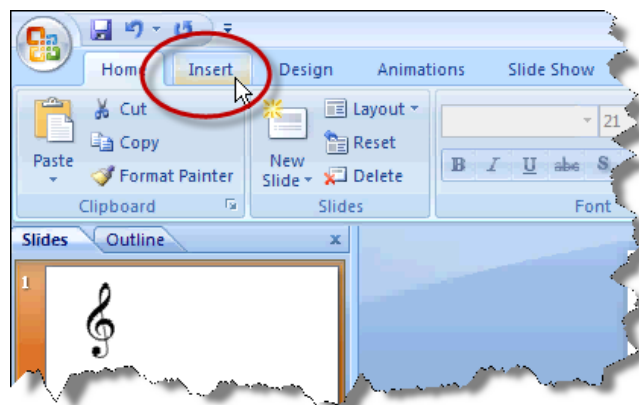 Home Insert Design Animations Slide Show
Cut
Copy
Format Painter
Paste
Clipboard
New
Slide
Layout
Reset
Delete
Slides
21
B I U abc S
Font
Slides Outline x
1